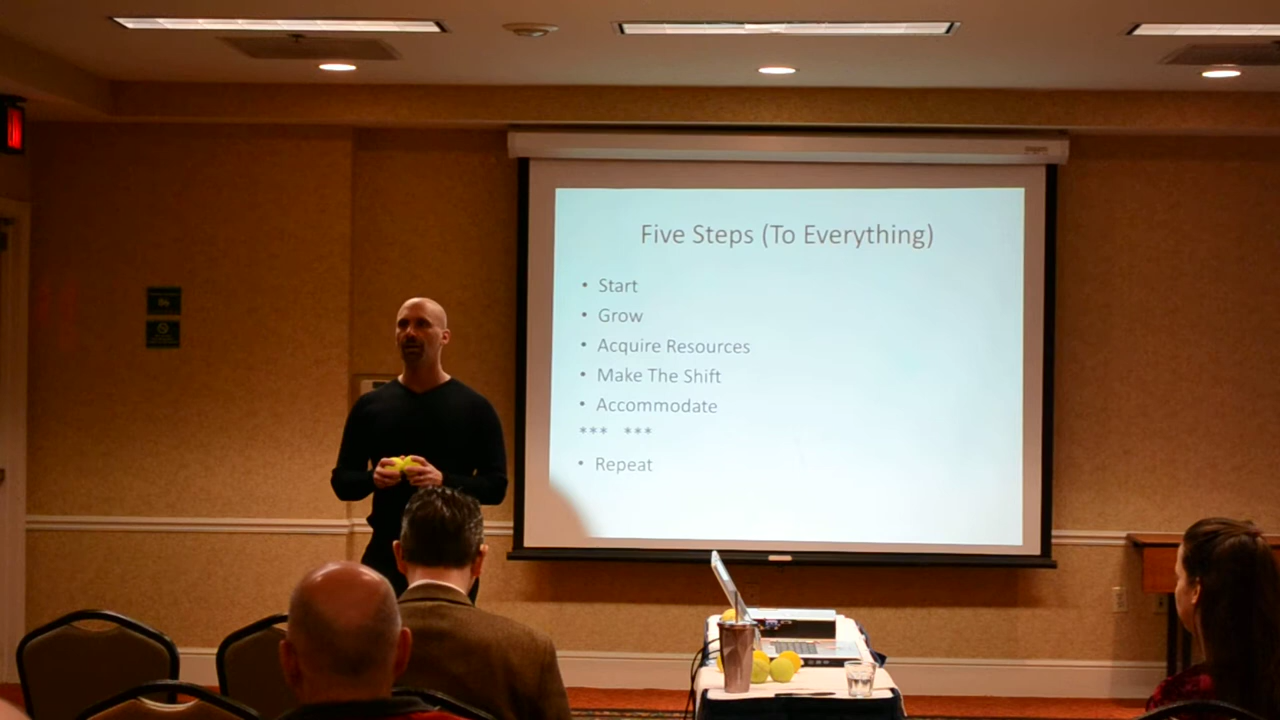 Five Steps (To Everything)
• Start
• Grow
• Acquire Resources
• Make The Shift
• Accommodate
*** ***
• Repeat